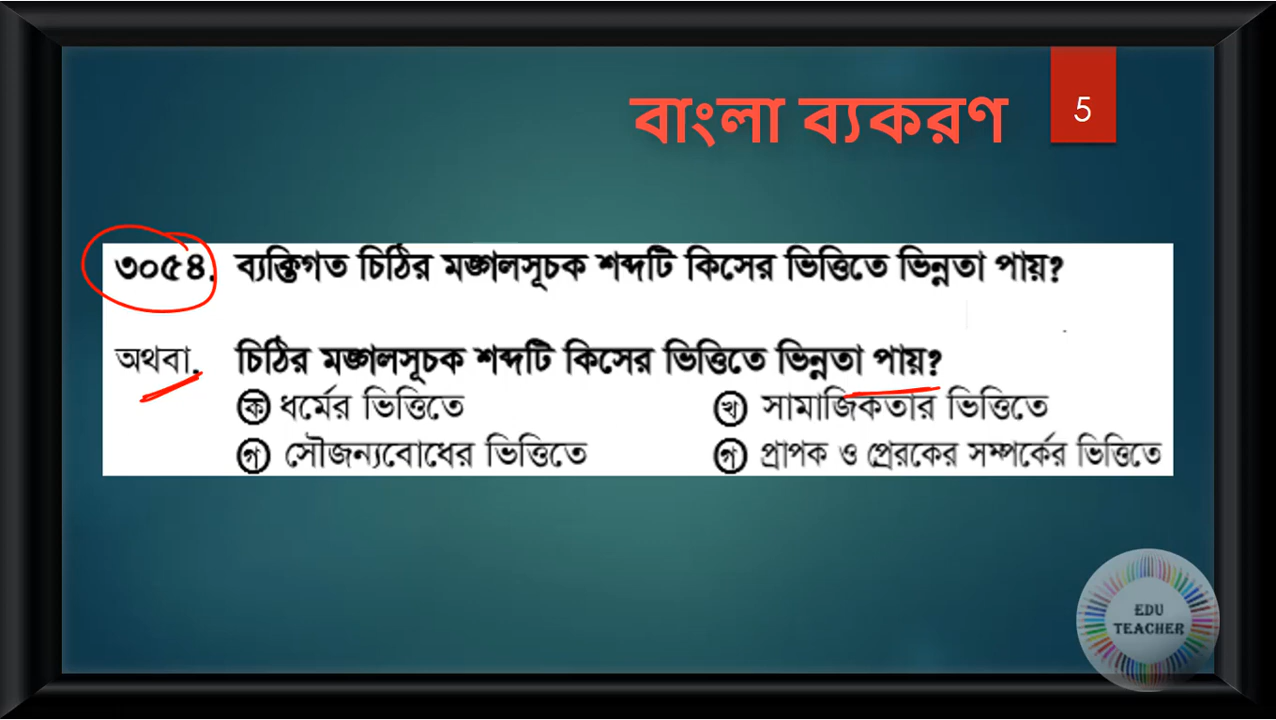 বাংলা ব্যকরণ
5
৩০৫৪. ব্যক্তিগত চিঠির মঙ্গলসূচক শব্দটি কিসের ভিত্তিতে ভিন্নতা পায়?
অথবা. চিঠির মঙ্গলসূচক শব্দটি কিসের ভিত্তিতে ভিন্নতা পায়?
ক ধর্মের ভিত্তিতে খ সামাজিকতার ভিত্তিতে
গ সৌজন্যবোধের ভিত্তিতে গ প্রাপক ও প্রেরকের সম্পর্কের ভিত্তিতে
EDU
TEACHER